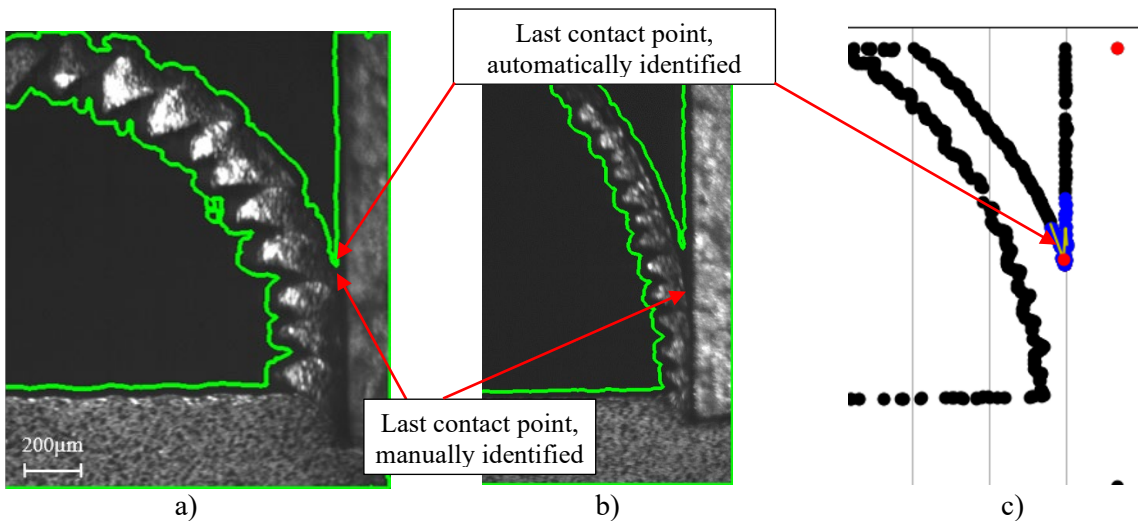 Last contact point,
automatically identified
Last contact point,
manually identified
200μm
a)
b)
c)